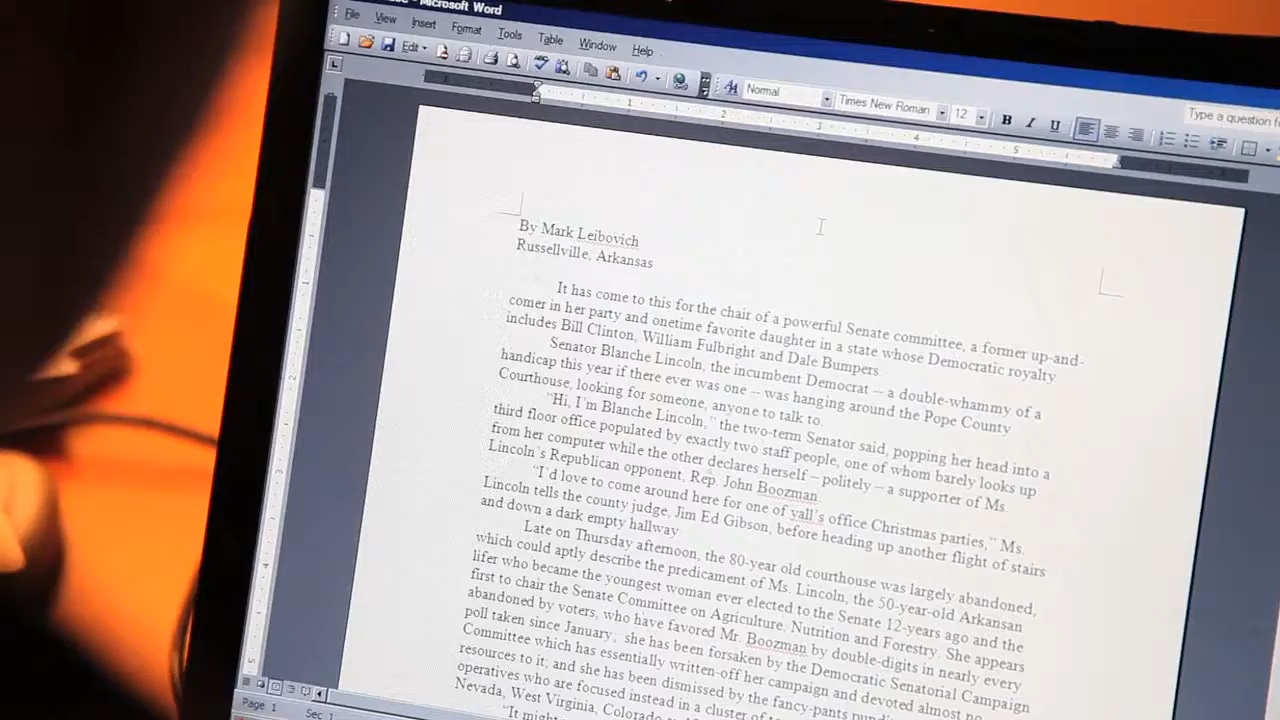 Microsoft Word
File View Insert Format Tools Table Window Help
Edit Normal Times New Roman 12 B I U Type a question
1 2 3 4 5
By Mark Leibovich
Russellville, Arkansas
It has come to this for the chair of a powerful Senate committee, a former up-and-
comer in her party and onetime favorite daughter in a state whose Democratic royalty
includes Bill Clinton, William Fulbright and Dale Bumpers
Senator Blanche Lincoln, the incumbent Democrat -- a double-whammy of a
handicap this year if there ever was one -- was hanging around the Pope County
Courthouse, looking for someone, anyone to talk to.
"Hi, I'm Blanche Lincoln," the two-term Senator said, popping her head into a
third floor office populated by exactly two staff people, one of whom barely looks up
from her computer while the other declares herself – politely – a supporter of Ms.
Lincoln's Republican opponent, Rep. John Boozman.
"I'd love to come around here for one of yall's office Christmas parties," Ms.
Lincoln tells the county judge, Jim Ed Gibson, before heading up another flight of stairs
and down a dark empty hallway
Late on Thursday afternoon, the 80-year old courthouse was largely abandoned,
which could aptly describe the predicament of Ms. Lincoln, the 50-year-old Arkansan
lifer who became the youngest woman ever elected to the Senate 12-years ago and the
first to chair the Senate Committee on Agriculture, Nutrition and Forestry. She appears
abandoned by voters, who have favored Mr. Boozman by double-digits in nearly every
poll taken since January; she has been forsaken by the Democratic Senatorial Campaign
Committee which has essentially written-off her campaign and devoted almost no
resources to it; and she has been dismissed by the fancy-pants
operatives who are focused instead in a cluster of
Nevada, West Virginia, Colorado
"It
Page 1 Sec 1